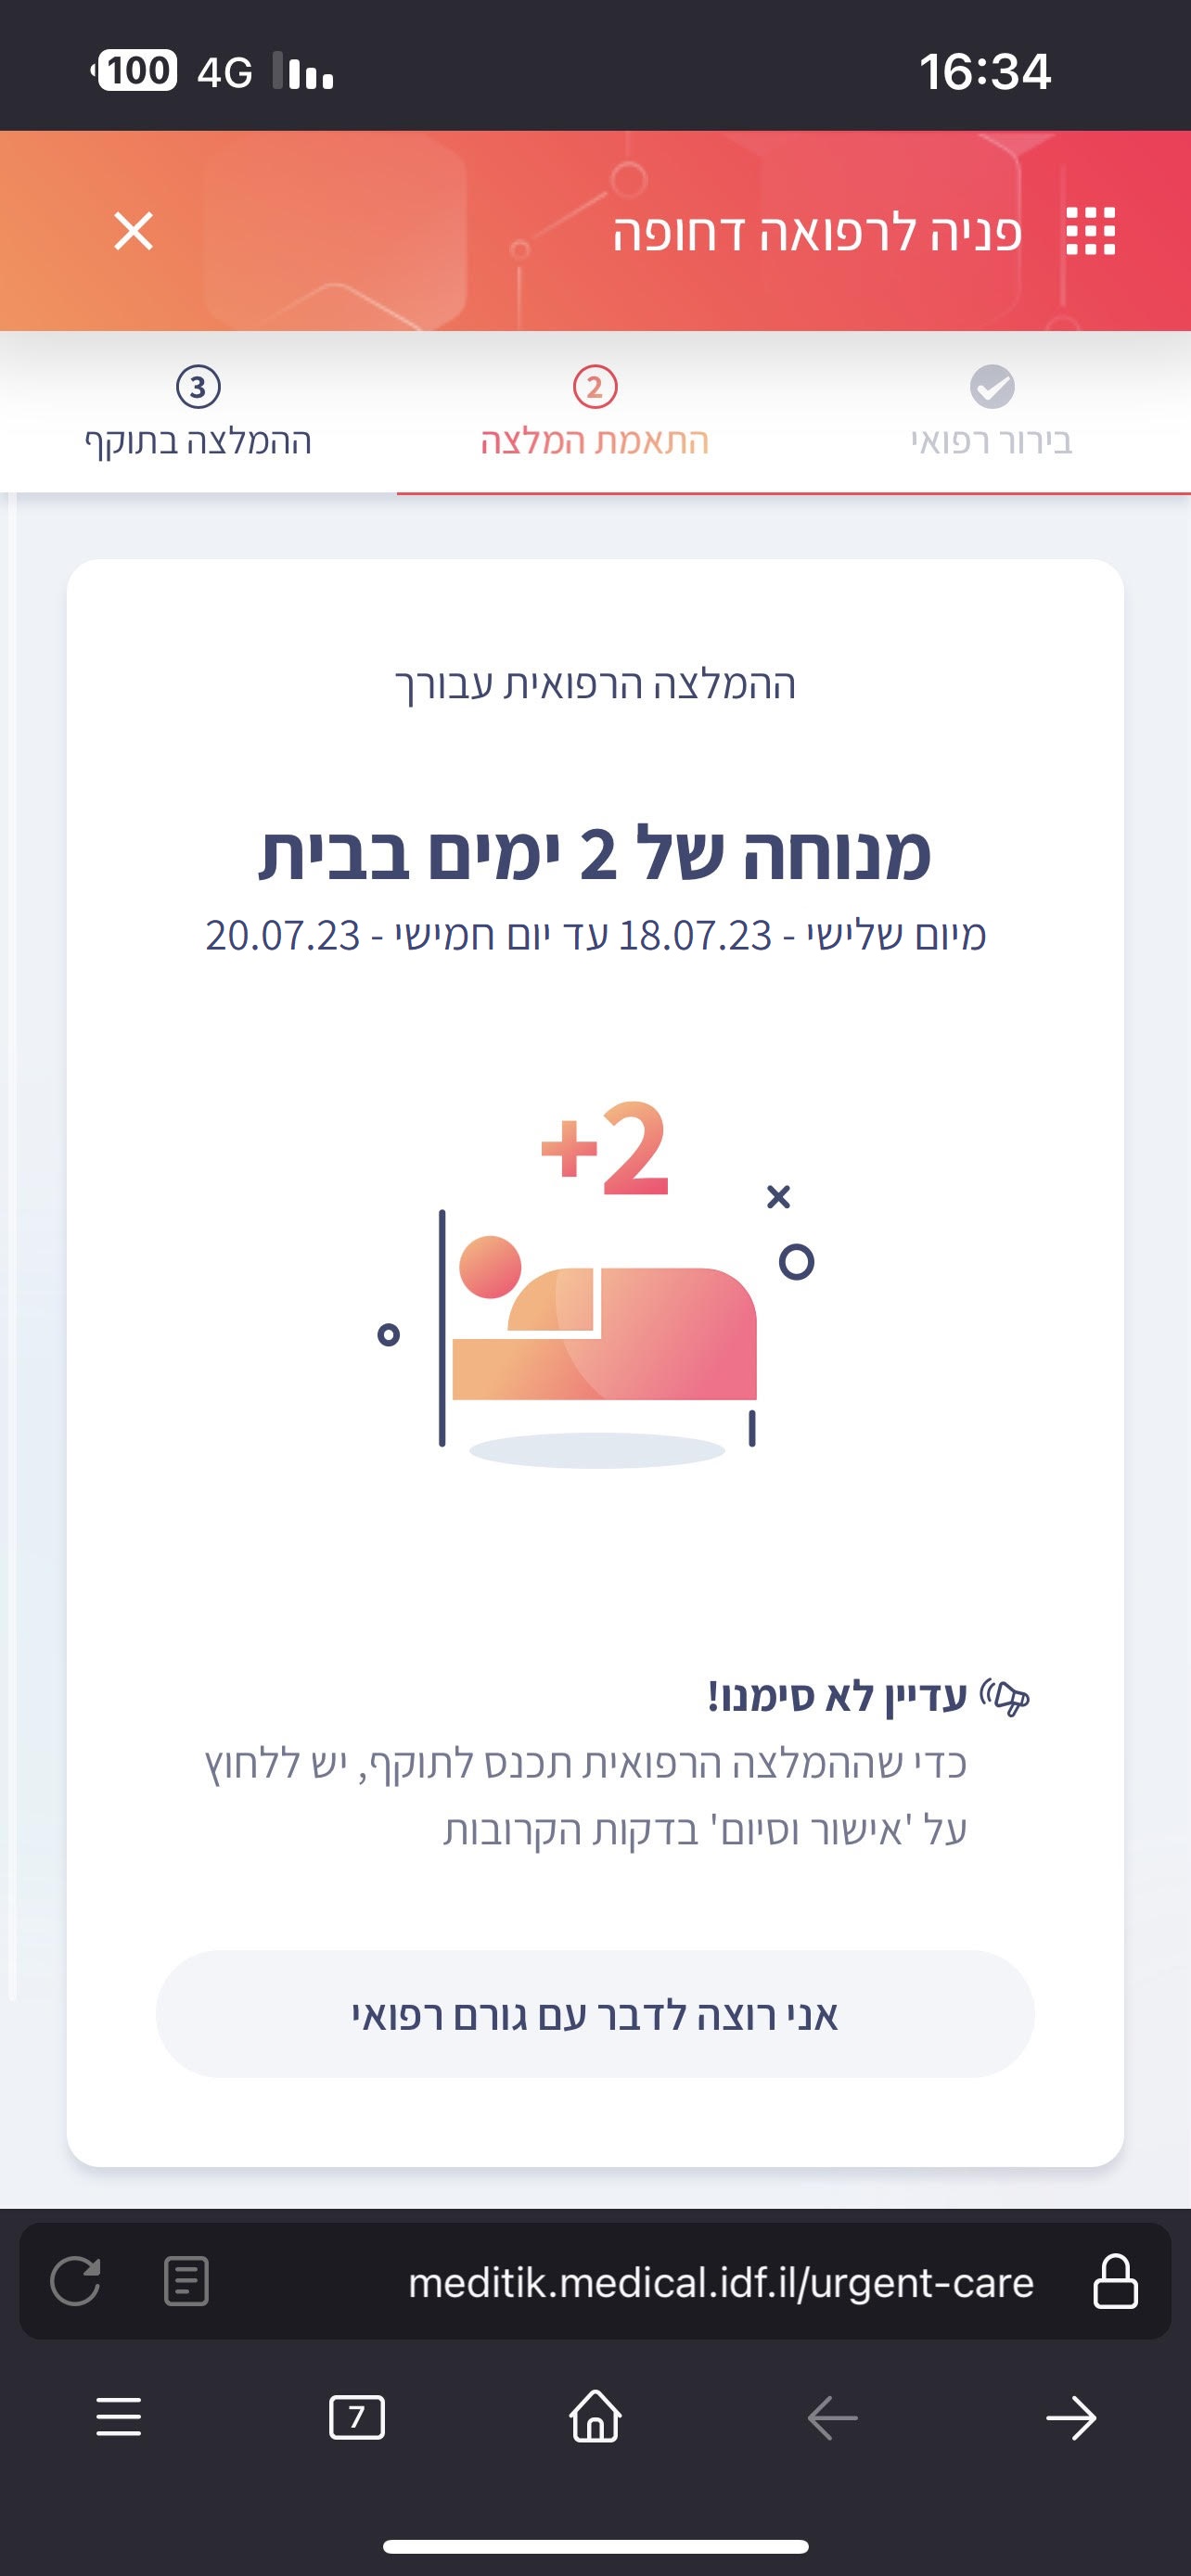 100 4G 16:34
פניה לרפואה דחופה
בירור רפואי
2 התאמת המלצה
3 ההמלצה בתוקף
ההמלצה הרפואית עבורך
מנוחה של 2 ימים בבית
מיום שלישי - 18.07.23 עד יום חמישי - 20.07.23
+2
עדיין לא סימנו!
כדי שההמלצה הרפואית תכנס לתוקף, יש ללחוץ
על 'אישור וסיום' בדקות הקרובות
אני רוצה לדבר עם גורם רפואי
meditik.medical.idf.il/urgent-care
7